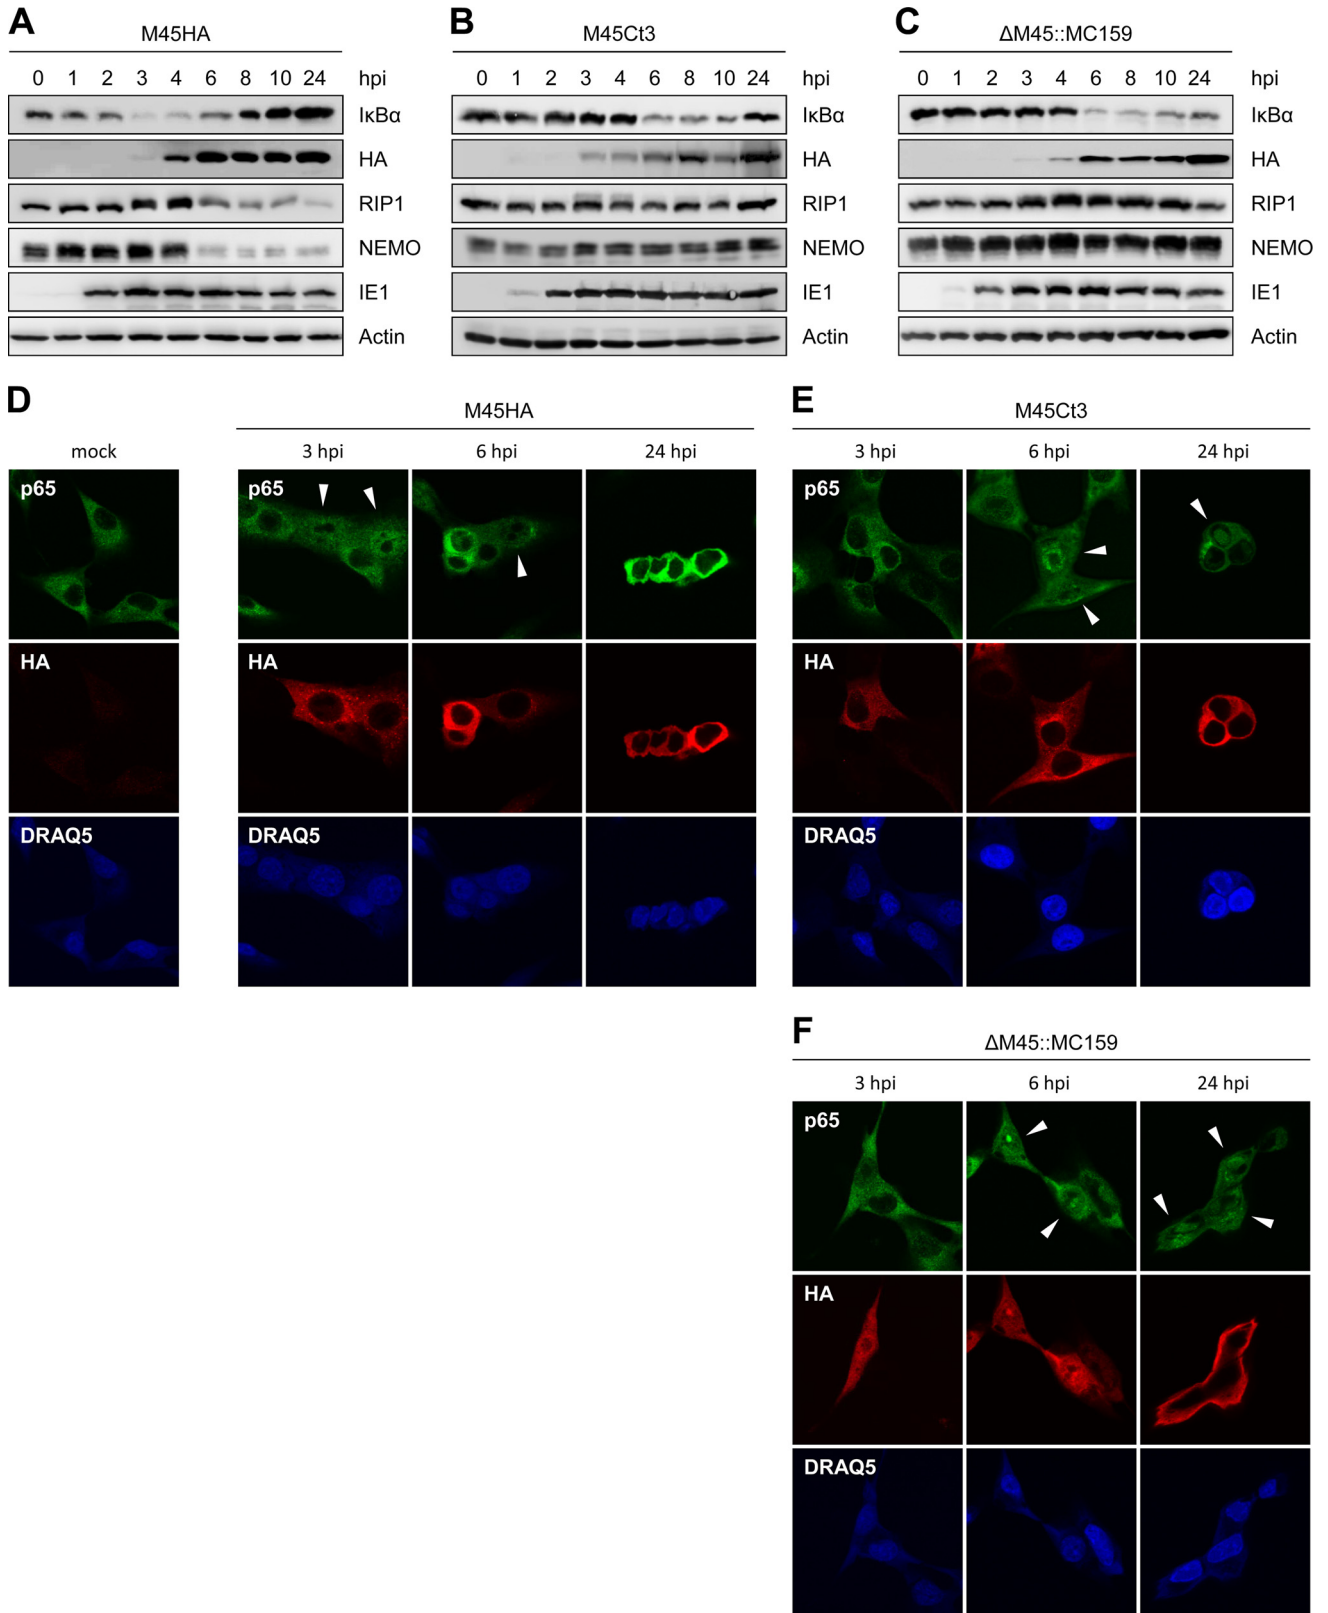 A
M45HA
0 1 2 3 4 6 8 10 24 hpi
IκBα
HA
RIP1
NEMO
IE1
Actin
B
M45Ct3
0 1 2 3 4 6 8 10 24 hpi
IκBα
HA
RIP1
NEMO
IE1
Actin
C
ΔM45::MC159
0 1 2 3 4 6 8 10 24 hpi
IκBα
HA
RIP1
NEMO
IE1
Actin
D
M45HA
mock 3 hpi 6 hpi 24 hpi
p65 p65
HA HA
DRAQ5 DRAQ5
E
M45Ct3
3 hpi 6 hpi 24 hpi
p65
HA
DRAQ5
F
ΔM45::MC159
3 hpi 6 hpi 24 hpi
p65
HA
DRAQ5